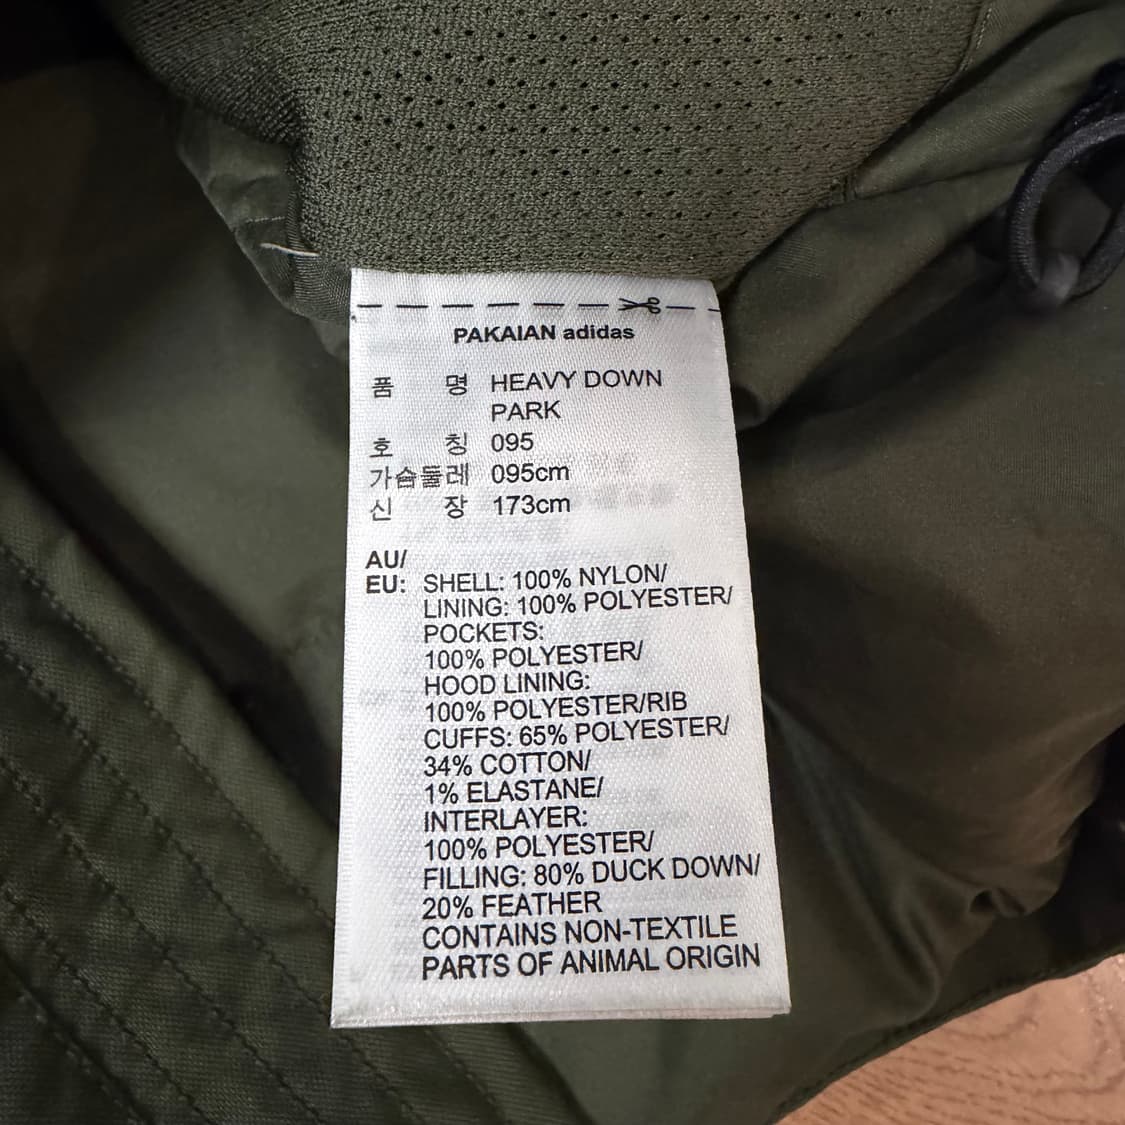 PAKAIAN adidas
품 명 HEAVY DOWN
PARK
호 칭 095
가슴둘레 095cm
신 장 173cm
AU/
EU: SHELL: 100% NYLON/
LINING: 100% POLYESTER/
POCKETS:
100% POLYESTER/
HOOD LINING:
100% POLYESTER/RIB
CUFFS: 65% POLYESTER/
34% COTTON/
1% ELASTANE/
INTERLAYER:
100% POLYESTER/
FILLING: 80% DUCK DOWN/
20% FEATHER
CONTAINS NON-TEXTILE
PARTS OF ANIMAL ORIGIN